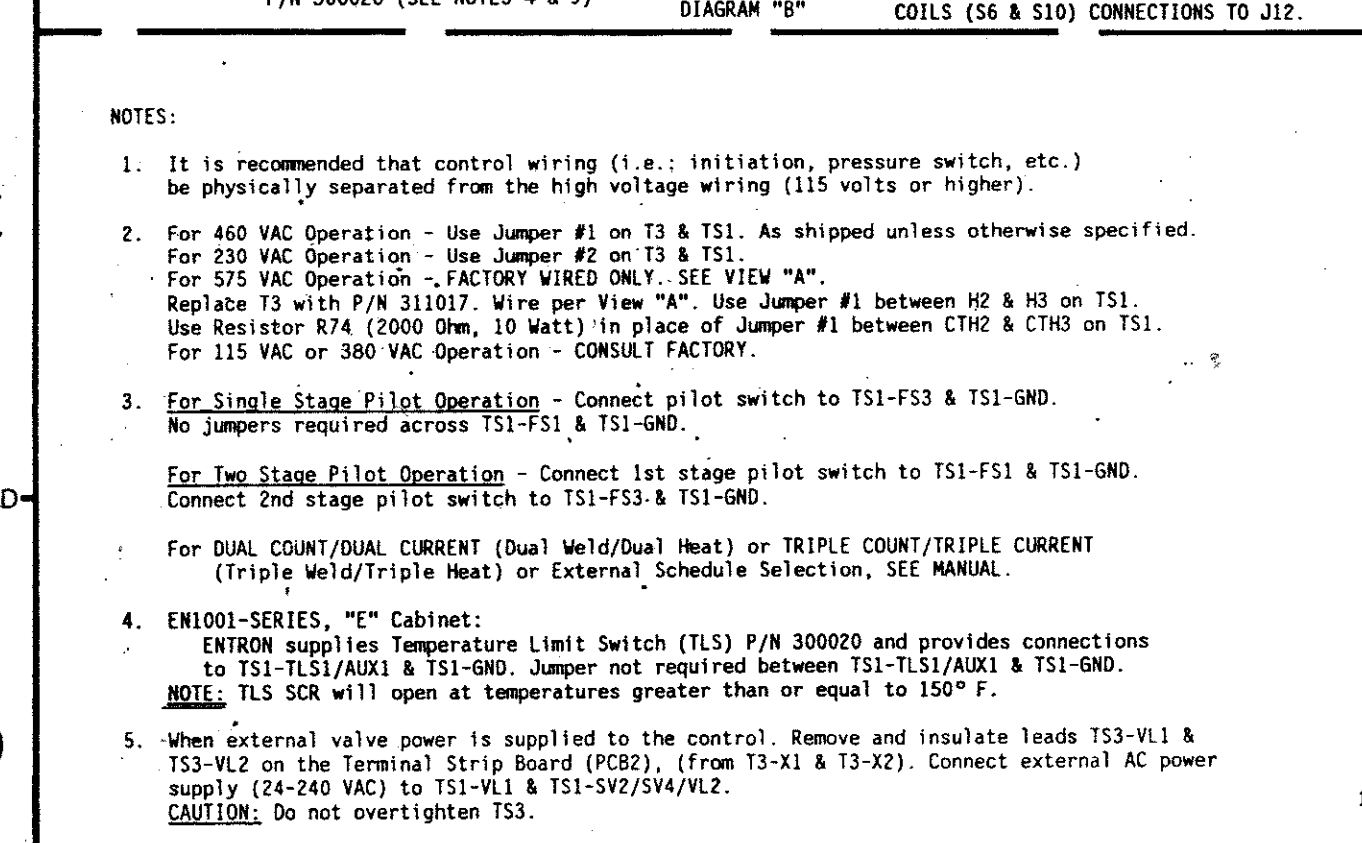 P/N 300020 (SEE NOTES 4 & 9)
DIAGRAM "B"
COILS (S6 & S10) CONNECTIONS TO J12.
NOTES:
1. It is recommended that control wiring (i.e.; initiation, pressure switch, etc.)
be physically separated from the high voltage wiring (115 volts or higher).
2. For 460 VAC Operation - Use Jumper #1 on T3 & TS1. As shipped unless otherwise specified.
For 230 VAC Operation - Use Jumper #2 on T3 & TS1.
For 575 VAC Operation - FACTORY WIRED ONLY. SEE VIEW "A".
Replace T3 with P/N 311017. Wire per View "A". Use Jumper #1 between H2 & H3 on TS1.
Use Resistor R74 (2000 Ohm, 10 Watt) in place of Jumper #1 between CTH2 & CTH3 on TS1.
For 115 VAC or 380 VAC Operation - CONSULT FACTORY.
3. For Single Stage Pilot Operation - Connect pilot switch to TS1-FS3 & TS1-GND.
No jumpers required across TS1-FS1 & TS1-GND.
For Two Stage Pilot Operation - Connect 1st stage pilot switch to TS1-FS1 & TS1-GND.
D
Connect 2nd stage pilot switch to TS1-FS3 & TS1-GND.
For DUAL COUNT/DUAL CURRENT (Dual Weld/Dual Heat) or TRIPLE COUNT/TRIPLE CURRENT
(Triple Weld/Triple Heat) or External Schedule Selection, SEE MANUAL.
4. EN1001-SERIES, "E" Cabinet:
ENTRON supplies Temperature Limit Switch (TLS) P/N 300020 and provides connections
to TS1-TLS1/AUX1 & TS1-GND. Jumper not required between TS1-TLS1/AUX1 & TS1-GND.
NOTE: TLS SCR will open at temperatures greater than or equal to 150° F.
5. When external valve power is supplied to the control. Remove and insulate leads TS3-VL1 &
TS3-VL2 on the Terminal Strip Board (PCB2), (from T3-X1 & T3-X2). Connect external AC power
supply (24-240 VAC) to TS1-VL1 & TS1-SV2/SV4/VL2.
CAUTION: Do not overtighten TS3.